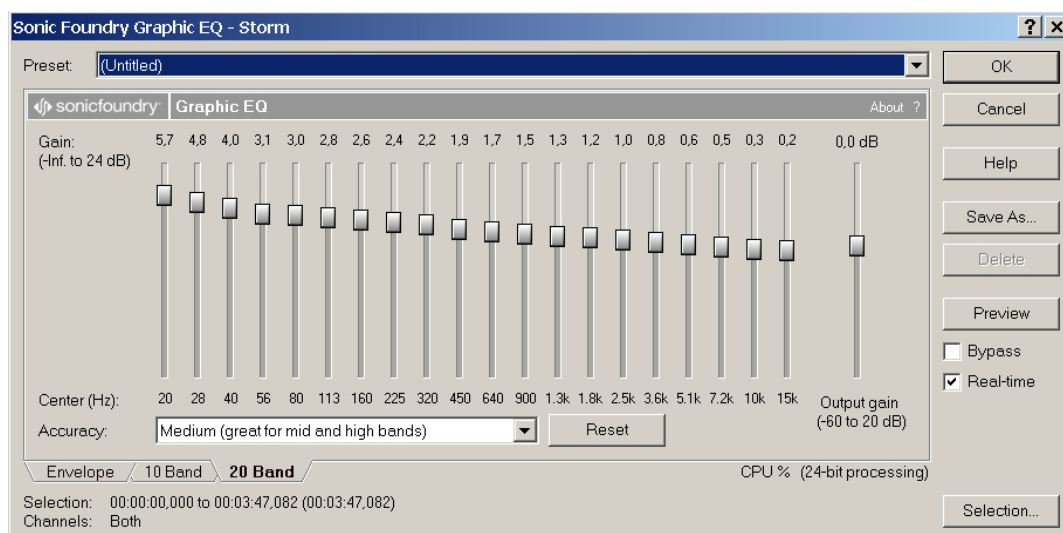 Sonic Foundry Graphic EQ - Storm
Preset: (Untitled)
OK
sonicfoundry Graphic EQ About ?
Cancel
Gain: 5,7 4,8 4,0 3,1 3,0 2,8 2,6 2,4 2,2 1,9 1,7 1,5 1,3 1,2 1,0 0,8 0,6 0,5 0,3 0,2 0,0 dB
(-Inf. to 24 dB)
Help
Save As...
Delete
Preview
Bypass
Real-time
Center (Hz): 20 28 40 56 80 113 160 225 320 450 640 900 1.3k 1.8k 2.5k 3.6k 5.1k 7.2k 10k 15k Output gain
(-60 to 20 dB)
Accuracy: Medium (great for mid and high bands) Reset
Envelope 10 Band 20 Band CPU % (24-bit processing)
Selection: 00:00:00,000 to 00:03:47,082 (00:03:47,082)
Channels: Both
Selection...